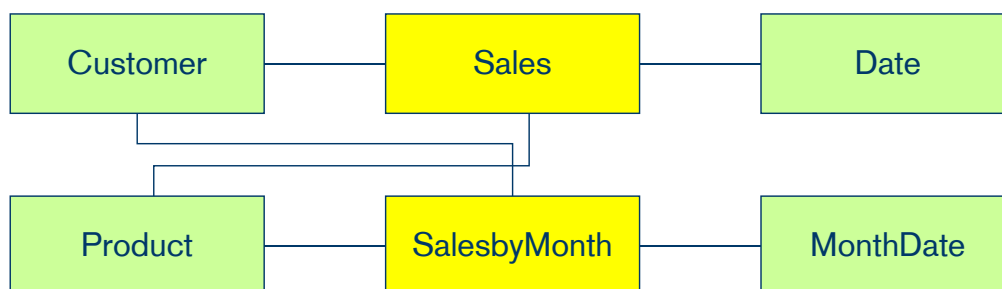 Customer
Sales
Date
Product
SalesbyMonth
MonthDate